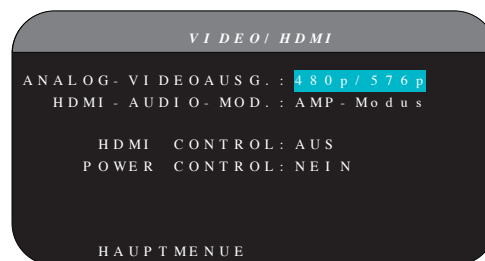 VIDEO/HDMI
ANALOG-VIDEOAUSG.: 480p/576p
HDMI-AUDIO-MOD.: AMP-Modus
HDMI CONTROL: AUS
POWER CONTROL: NEIN
HAUPTMENUE